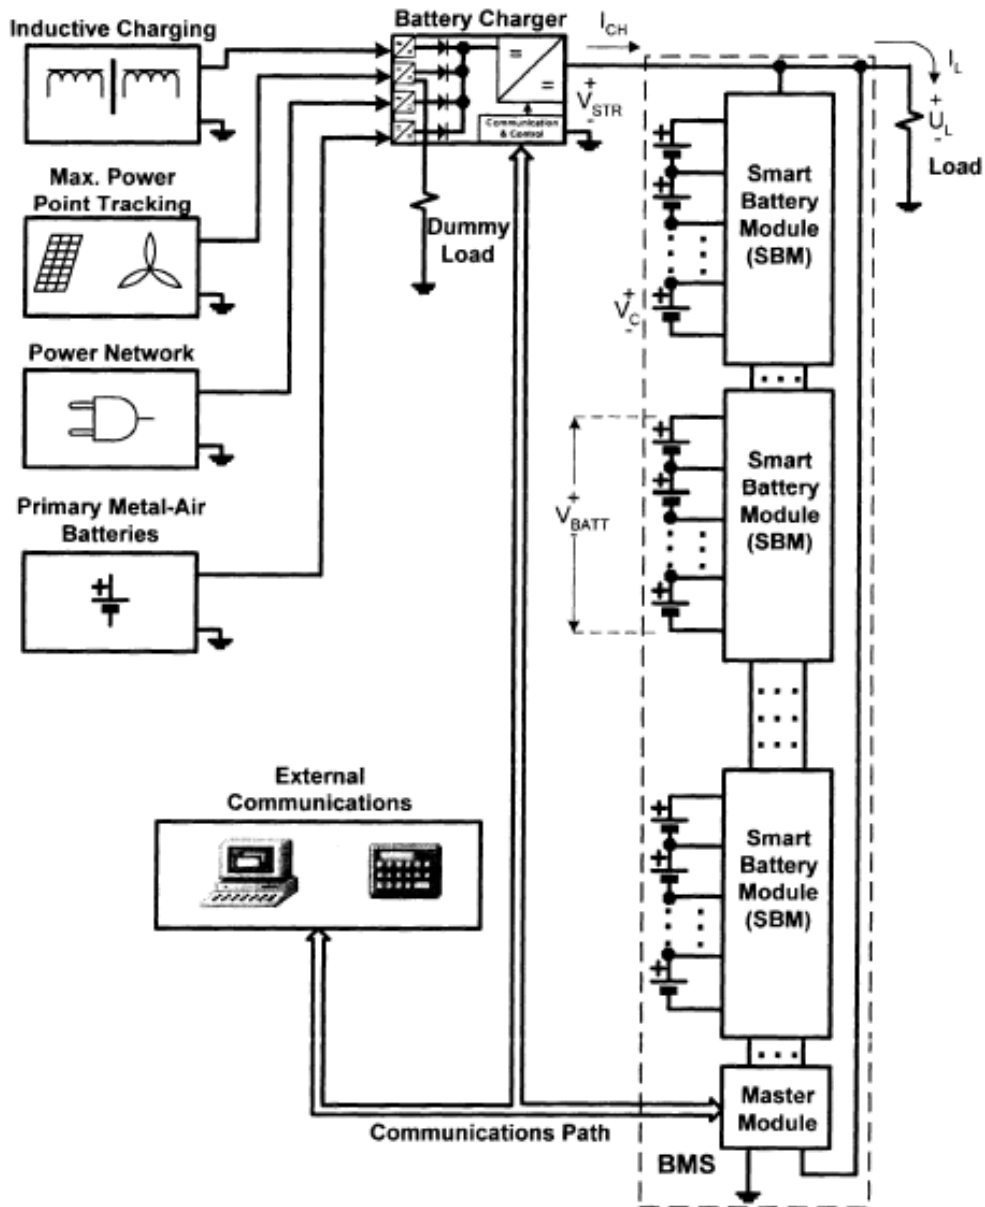 Inductive Charging
Battery Charger
I_CH
I_L
+
V_STR
-
Communication
& Control
+
U_L
-
Load
Max. Power
Point Tracking
Dummy
Load
Smart
Battery
Module
(SBM)
+
V_C
-
Power Network
Smart
Battery
Module
(SBM)
+
V_BATT
-
Primary Metal-Air
Batteries
External
Communications
Smart
Battery
Module
(SBM)
Master
Module
Communications Path
BMS